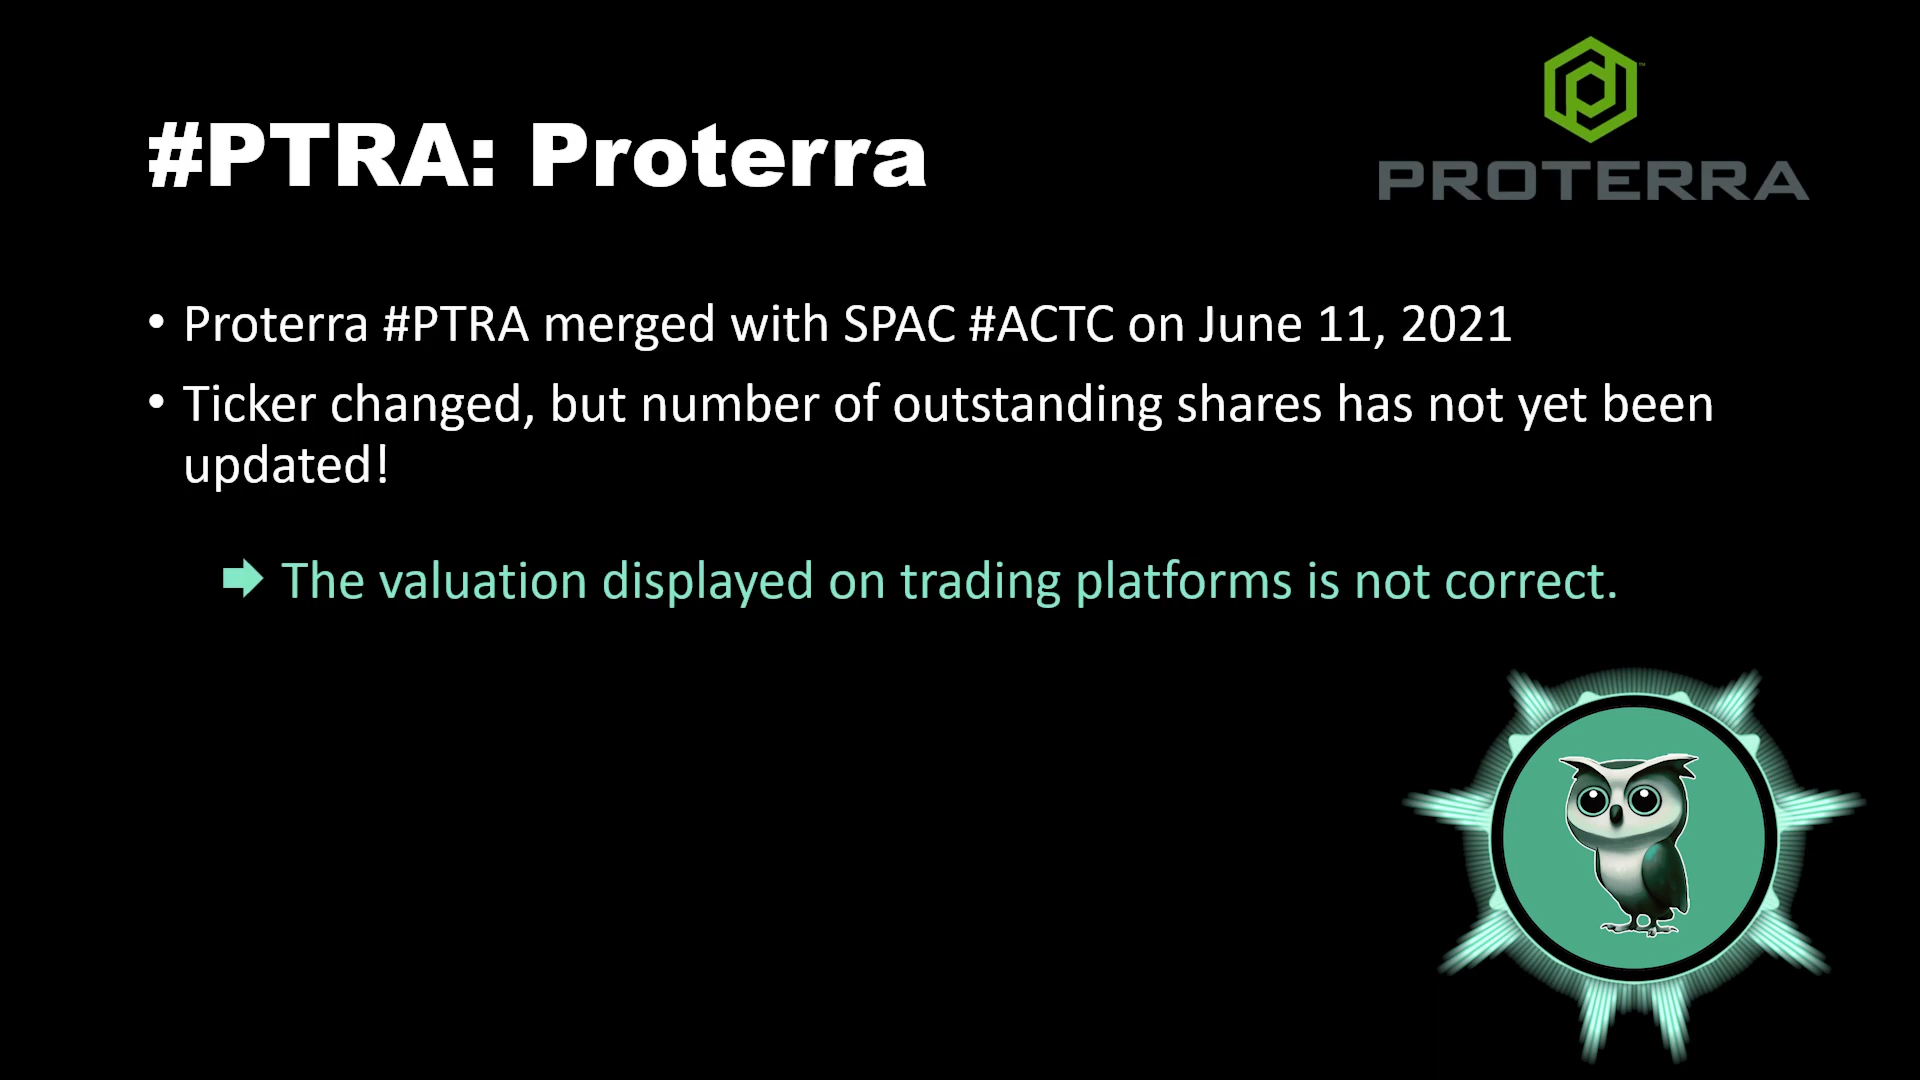 PROTERRA
#PTRA: Proterra
• Proterra #PTRA merged with SPAC #ACTC on June 11, 2021
• Ticker changed, but number of outstanding shares has not yet been
updated!
The valuation displayed on trading platforms is not correct.